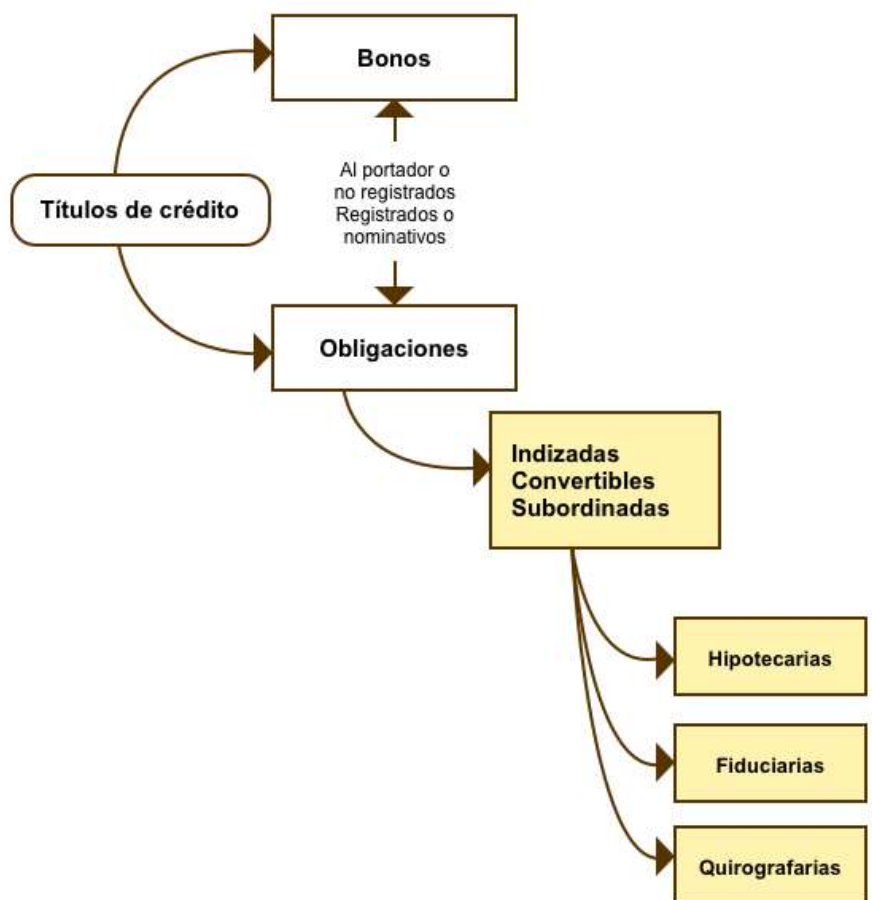 Bonos
Títulos de crédito
Al portador o
no registrados
Registrados o
nominativos
Obligaciones
Indizadas
Convertibles
Subordinadas
Hipotecarias
Fiduciarias
Quirografarias